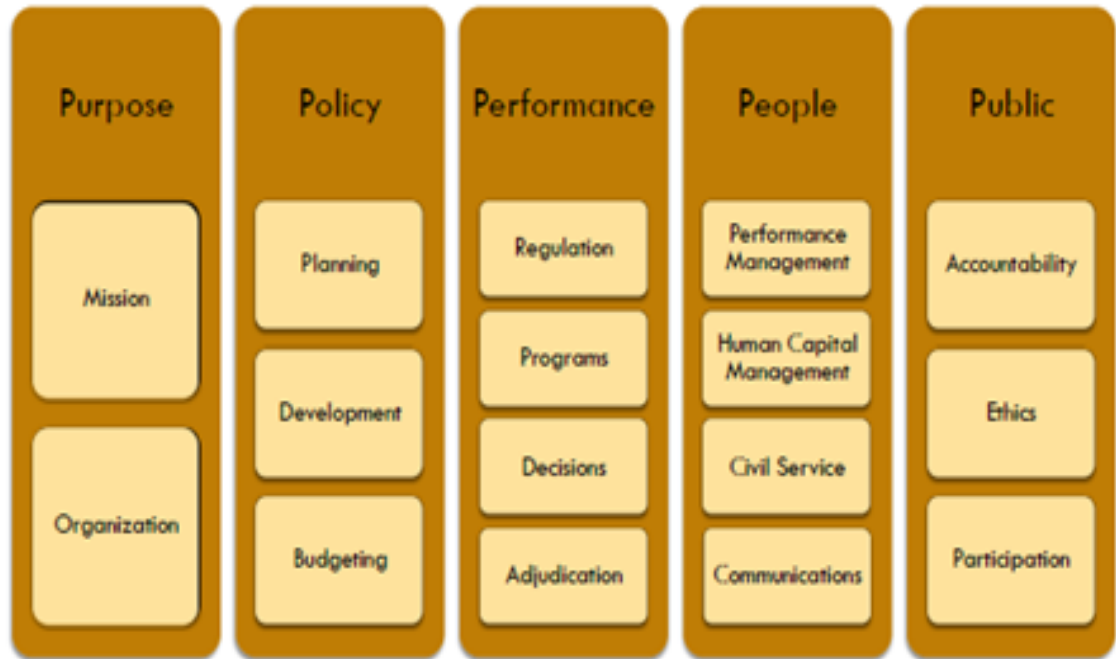 Purpose
Mission
Organization
Policy
Planning
Development
Budgeting
Performance
Regulation
Programs
Decisions
Adjudication
People
Performance
Management
Human Capital
Management
Civil Service
Communications
Public
Accountability
Ethics
Participation